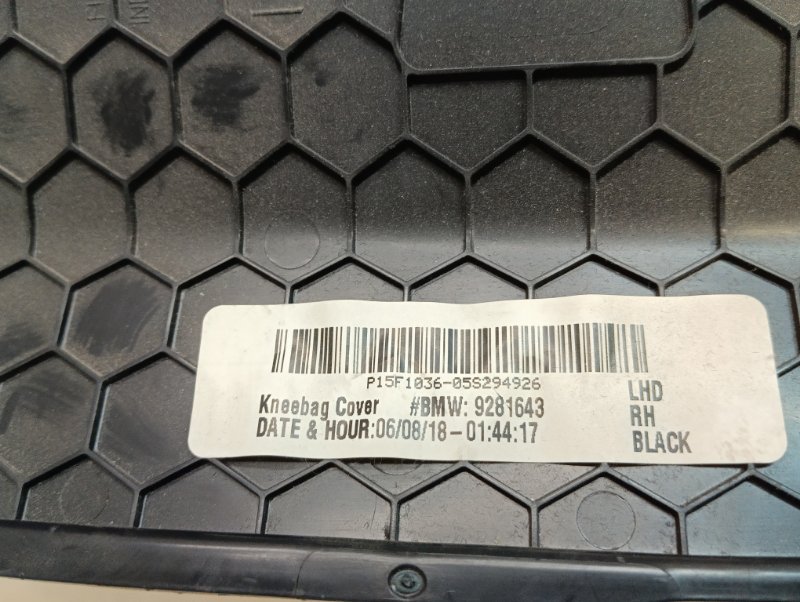 P15F1036-05S294926
Kneebag Cover #BMW: 9281643
DATE & HOUR:06/08/18-01:44:17
LHD
RH
BLACK